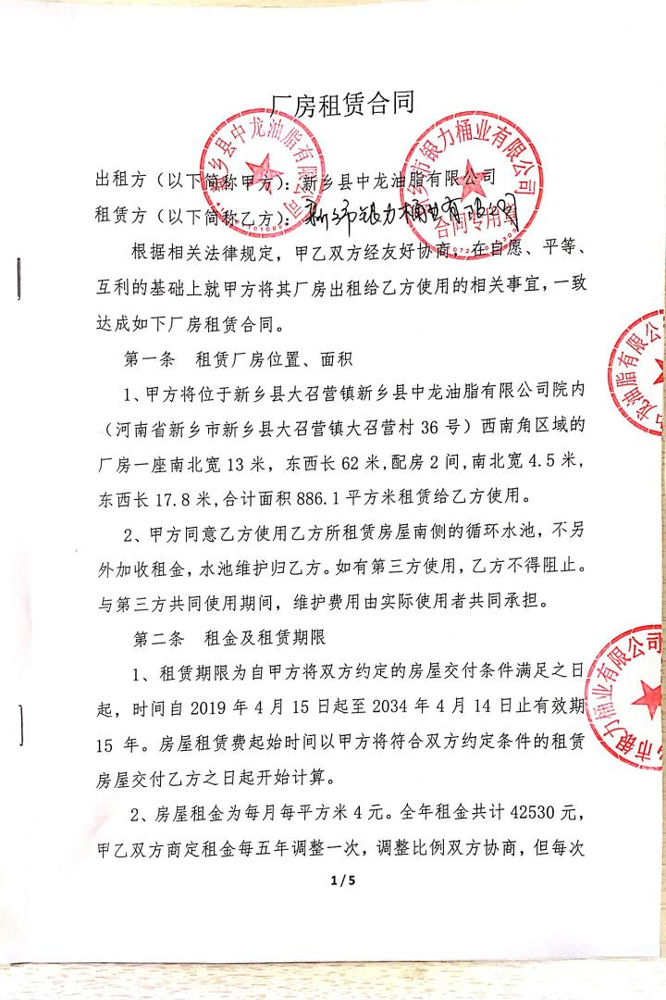 厂房租赁合同
出租方（以下简称甲方）：新乡县中龙油脂有限公司
租赁方（以下简称乙方）：新乡市银力桶业有限公司
新乡县中龙油脂有限公司
新乡市银力桶业有限公司
合同专用章
根据相关法律规定，甲乙双方经友好协商，在自愿、平等、
互利的基础上就甲方将其厂房出租给乙方使用的相关事宜，一致
达成如下厂房租赁合同。
第一条 租赁厂房位置、面积
1、甲方将位于新乡县大召营镇新乡县中龙油脂有限公司院内
（河南省新乡市新乡县大召营镇大召营村 36 号）西南角区域的
厂房一座南北宽 13 米，东西长 62 米,配房 2 间,南北宽 4.5 米,
东西长 17.8 米,合计面积 886.1 平方米租赁给乙方使用。
2、甲方同意乙方使用乙方所租赁房屋南侧的循环水池，不另
外加收租金,水池维护归乙方。如有第三方使用,乙方不得阻止。
与第三方共同使用期间，维护费用由实际使用者共同承担。
第二条 租金及租赁期限
1、租赁期限为自甲方将双方约定的房屋交付条件满足之日
起，时间自 2019 年 4 月 15 日起至 2034 年 4 月 14 日止有效期
15 年。房屋租赁费起始时间以甲方将符合双方约定条件的租赁
房屋交付乙方之日起开始计算。
2、房屋租金为每月每平方米 4 元。全年租金共计 42530 元，
甲乙双方商定租金每五年调整一次，调整比例双方协商，但每次
龙油脂有限公
市银力桶业有限公司
1 / 5